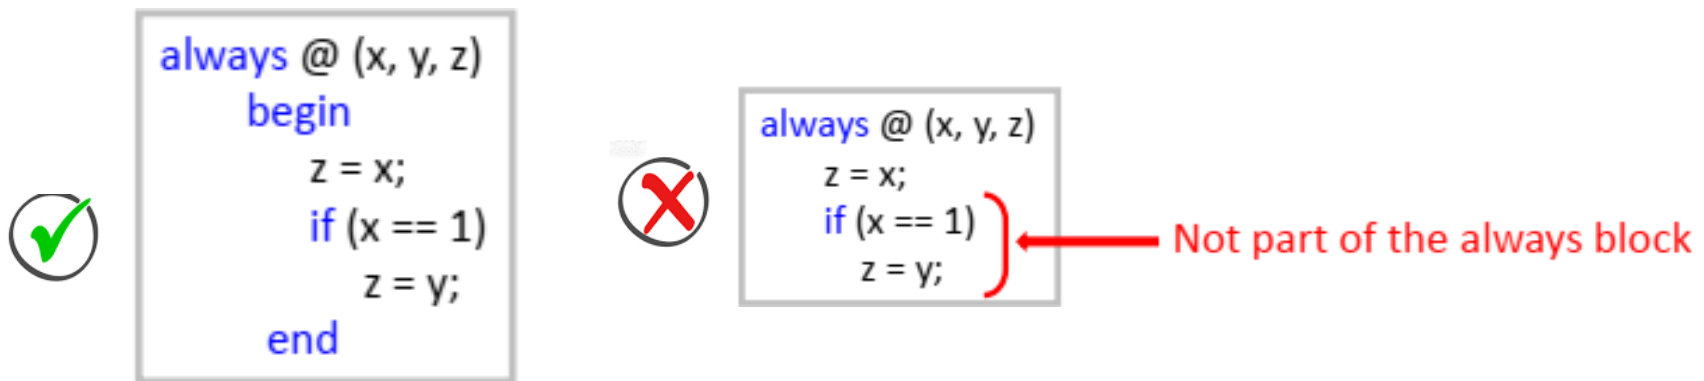 always @ (x, y, z)
begin
z = x;
if (x == 1)
z = y;
end
always @ (x, y, z)
z = x;
if (x == 1)
z = y;
Not part of the always block